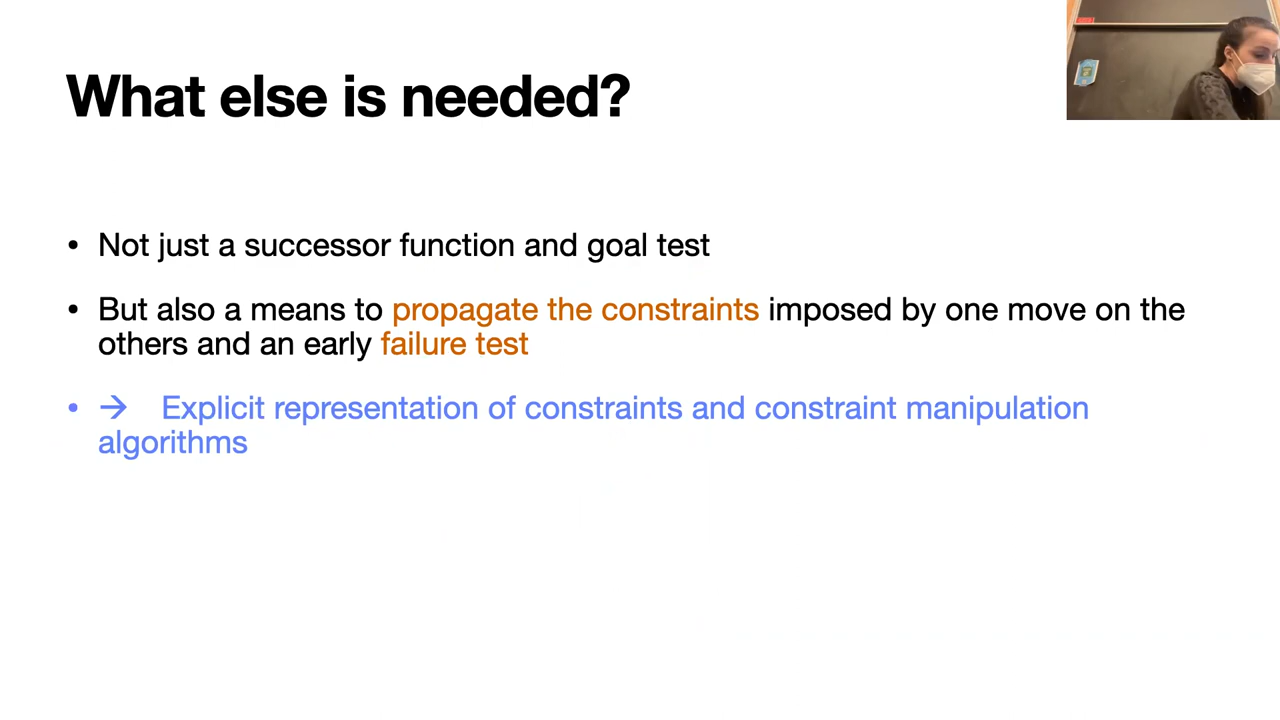 What else is needed?
• Not just a successor function and goal test
• But also a means to propagate the constraints imposed by one move on the
others and an early failure test
• → Explicit representation of constraints and constraint manipulation
algorithms